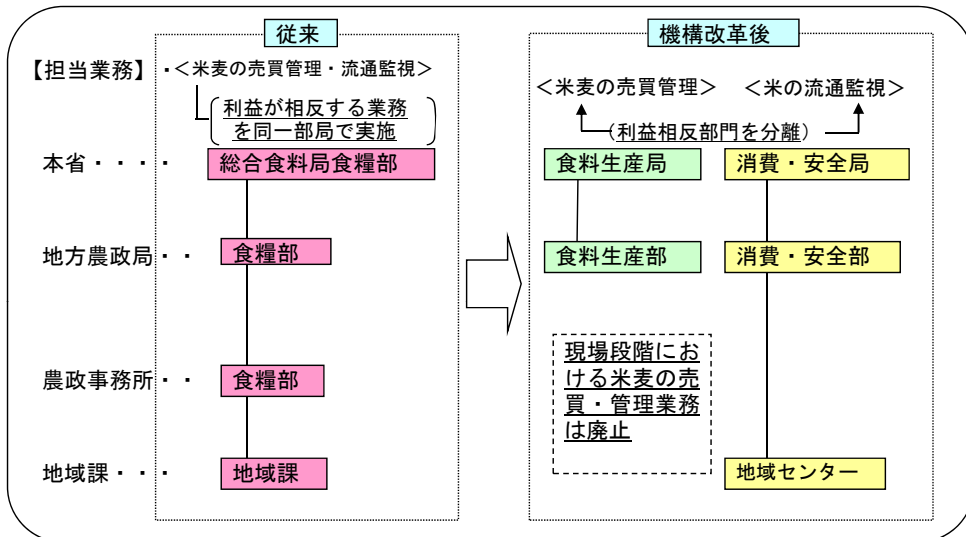 従来
機構改革後
【担当業務】・<米麦の売買管理・流通監視>
利益が相反する業務
を同一部局で実施
<米麦の売買管理>
<米の流通監視>
(利益相反部門を分離)
本省・・・・
総合食料局食糧部
食料生産局
消費・安全局
地方農政局・・
食糧部
食料生産部
消費・安全部
農政事務所・・
食糧部
現場段階にお
ける米麦の売
買・管理業務
は廃止
地域課・・・
地域課
地域センター